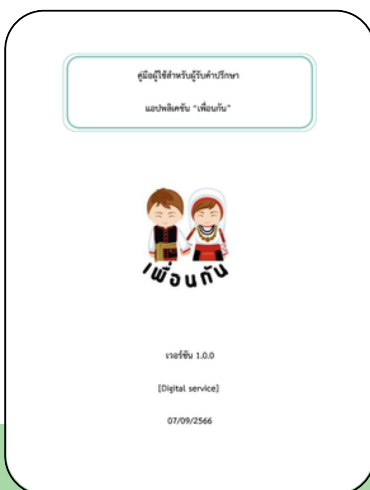 คู่มือผู้ใช้สำหรับผู้รับคำปรึกษา
แอปพลิเคชัน "เพื่อนกัน"
เพื่อนกัน
เวอร์ชัน 1.0.0
[Digital service]
07/09/2566